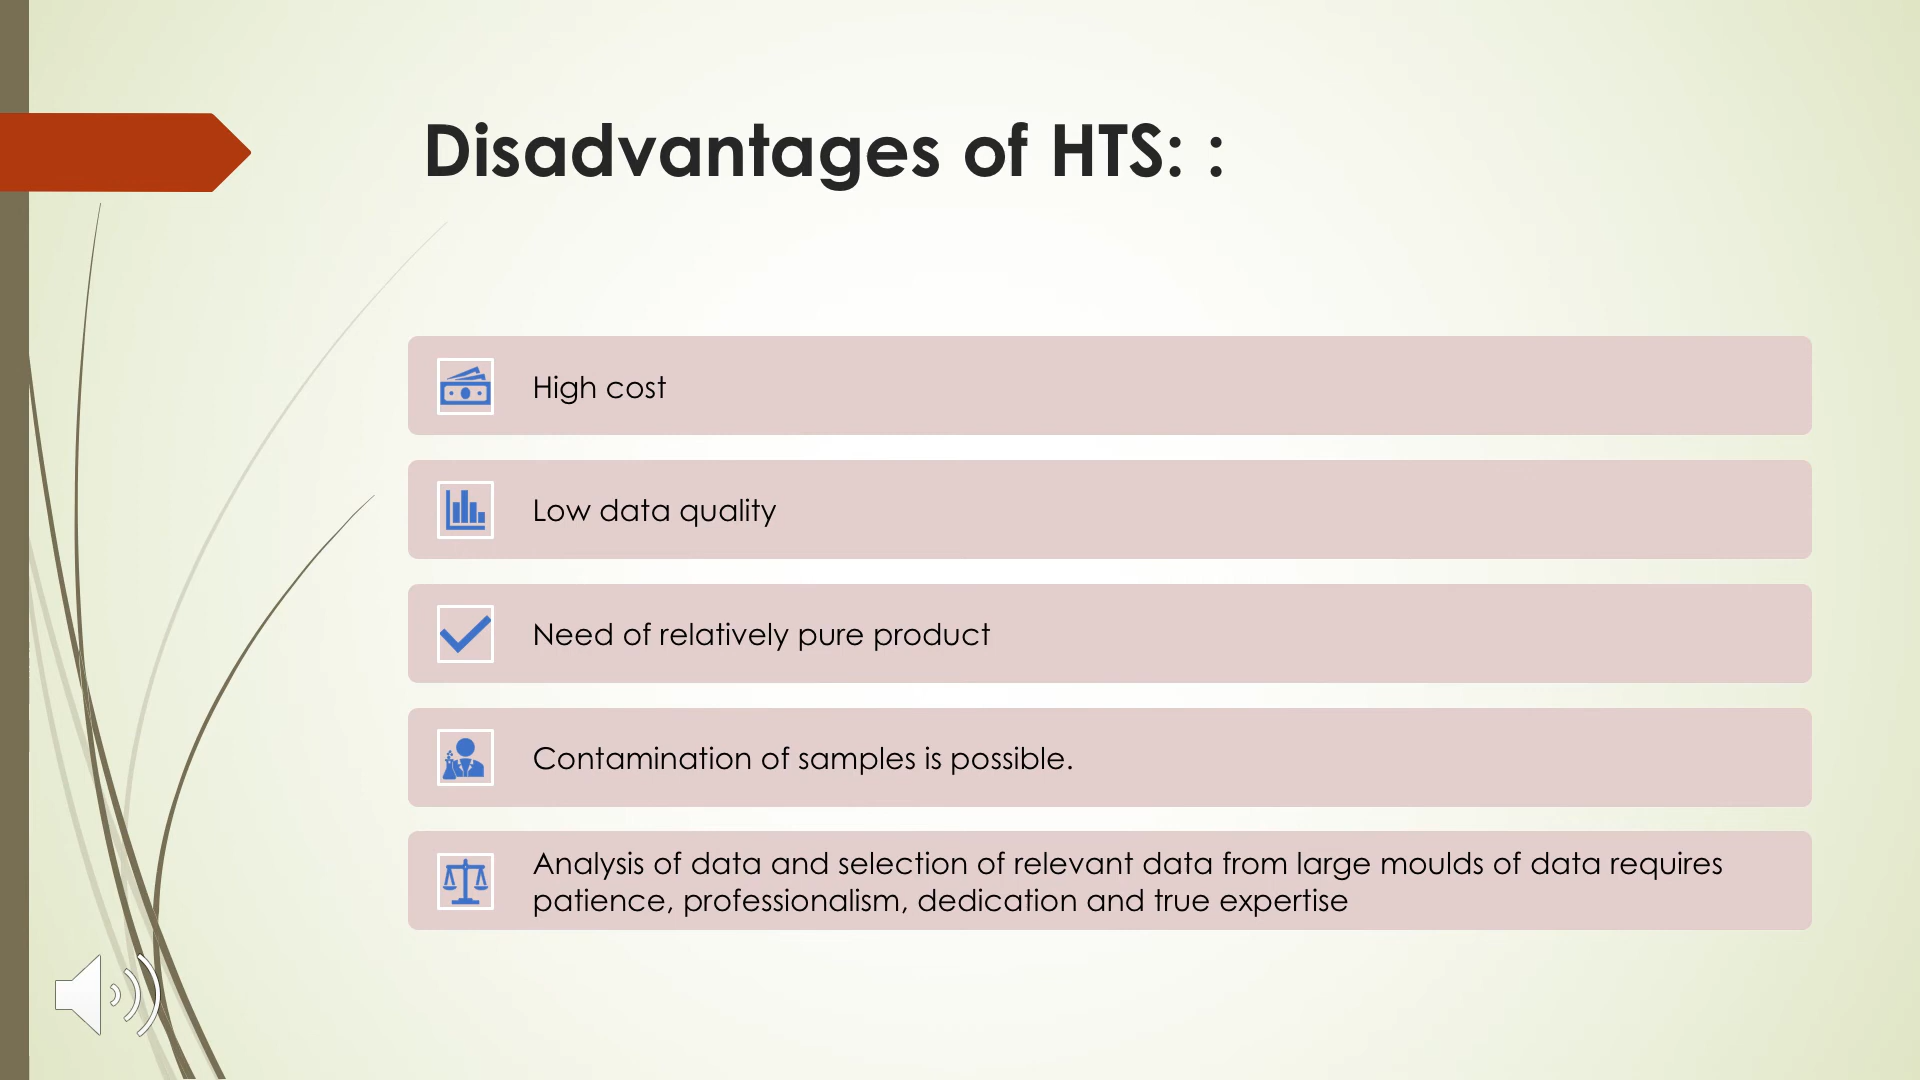 Disadvantages of HTS: :
High cost
Low data quality
Need of relatively pure product
Contamination of samples is possible.
Analysis of data and selection of relevant data from large moulds of data requires
patience, professionalism, dedication and true expertise